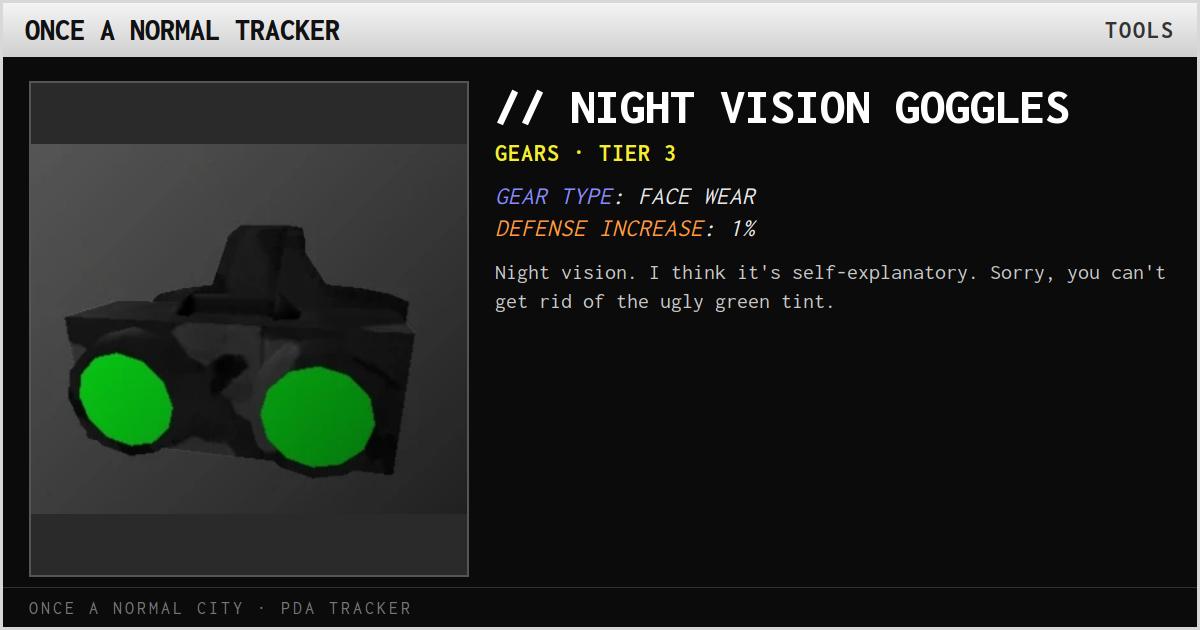 ONCE A NORMAL TRACKER
TOOLS
// NIGHT VISION GOGGLES
GEARS · TIER 3
GEAR TYPE: FACE WEAR
DEFENSE INCREASE: 1%
Night vision. I think it's self-explanatory. Sorry, you can't
get rid of the ugly green tint.
ONCE A NORMAL CITY · PDA TRACKER